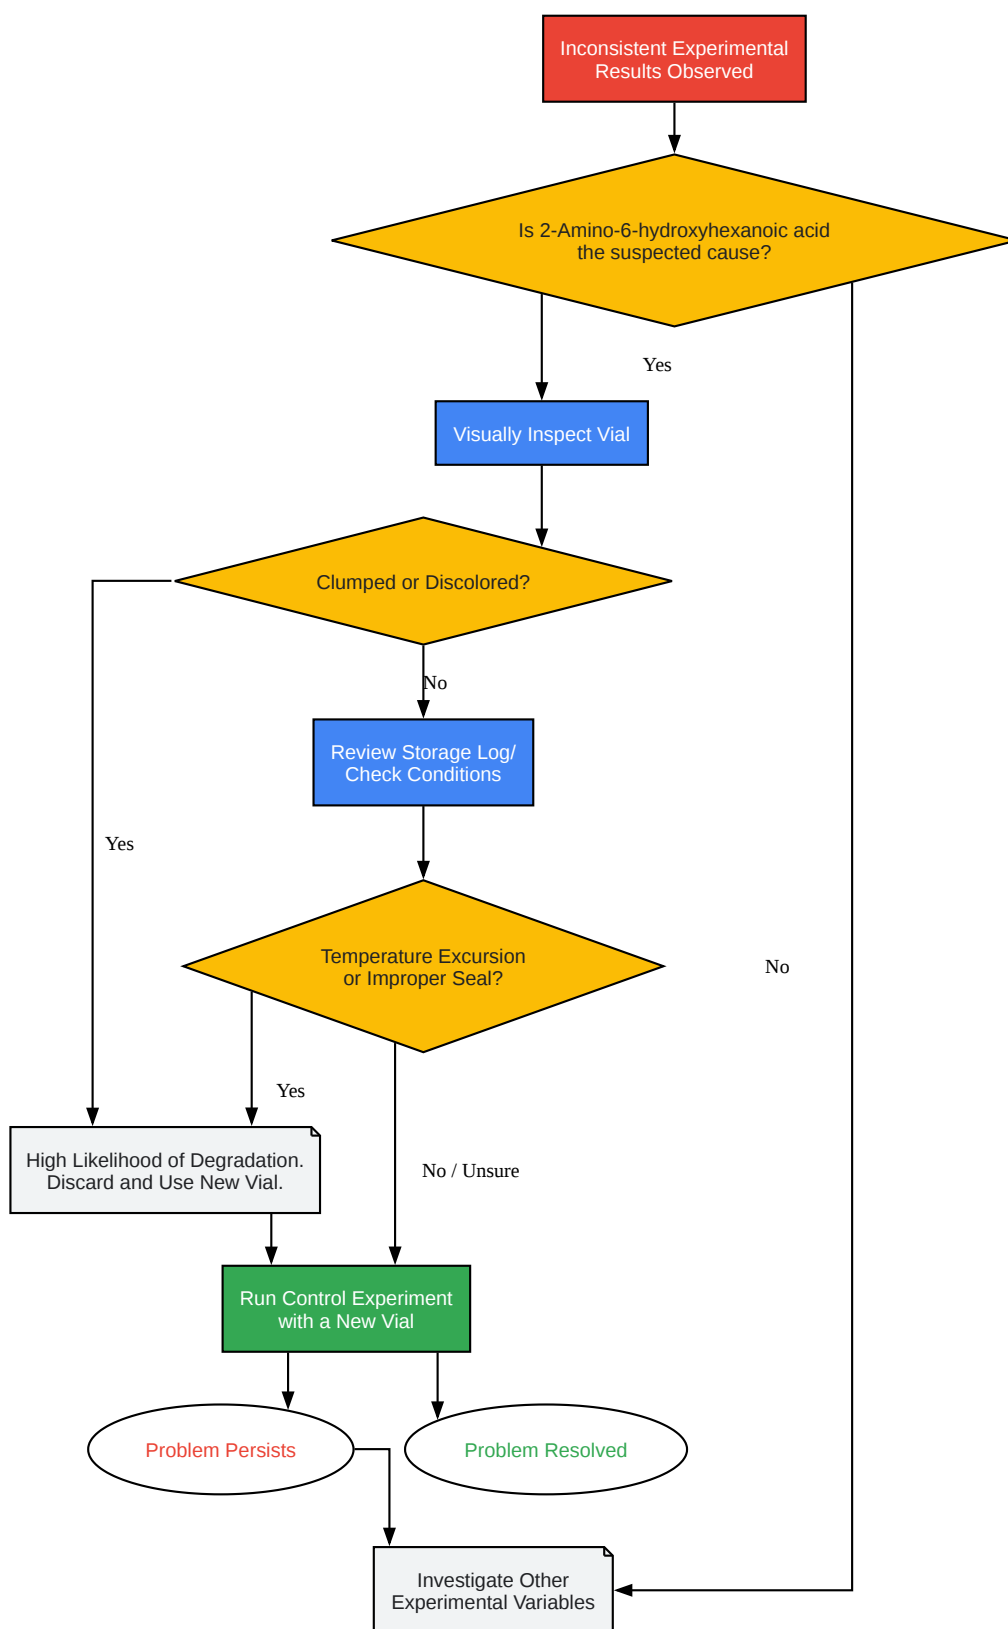 Inconsistent Experimental
Results Observed
Is 2-Amino-6-hydroxyhexanoic acid
the suspected cause?
Yes
Visually Inspect Vial
Clumped or Discolored?
No
Review Storage Log/
Check Conditions
Yes
Temperature Excursion
or Improper Seal?
No
Yes
High Likelihood of Degradation.
Discard and Use New Vial.
No / Unsure
Run Control Experiment
with a New Vial
Problem Persists
Problem Resolved
Investigate Other
Experimental Variables